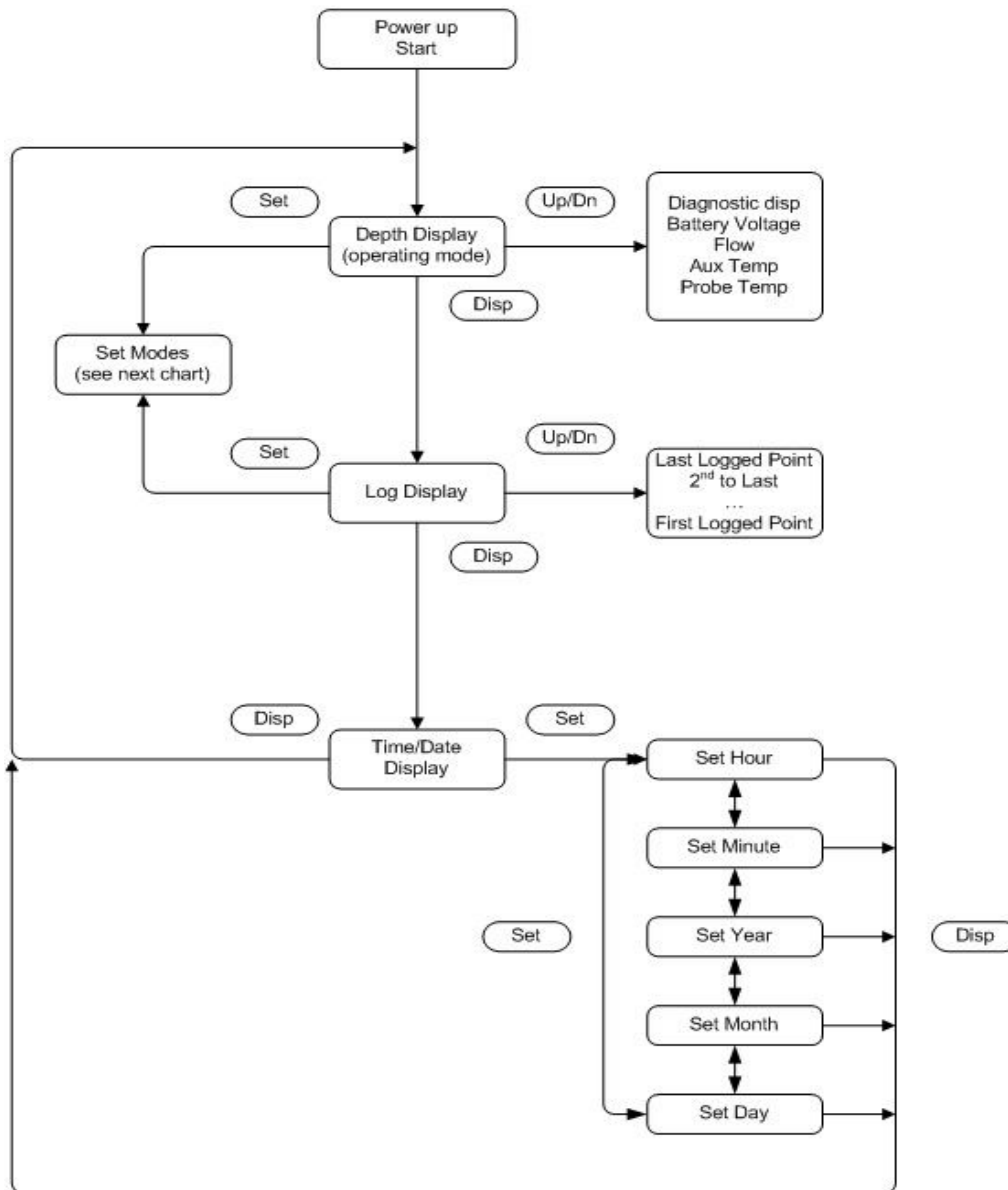 Power up
Start
Set
Up/Dn
Depth Display
(operating mode)
Diagnostic disp
Battery Voltage
Flow
Aux Temp
Probe Temp
Disp
Set Modes
(see next chart)
Set
Up/Dn
Log Display
Last Logged Point
2nd to Last
...
First Logged Point
Disp
Disp
Set
Time/Date
Display
Set Hour
Set Minute
Set
Set Year
Disp
Set Month
Set Day